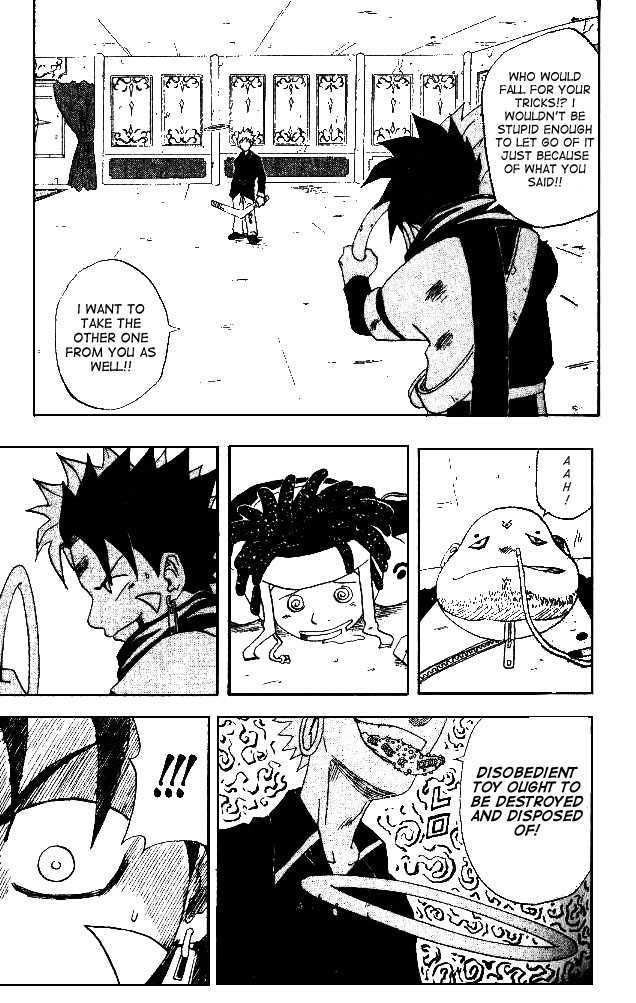 WHO WOULD
FALL FOR YOUR
TRICKS!? I
WOULDN'T BE
STUPID ENOUGH
TO LET GO OF IT
JUST BECAUSE
OF WHAT YOU
SAID!!
I WANT TO
TAKE THE
OTHER ONE
FROM YOU AS
WELL!!
AAH!
!!!
DISOBEDIENT
TOY OUGHT TO
BE DESTROYED
AND DISPOSED
OF!